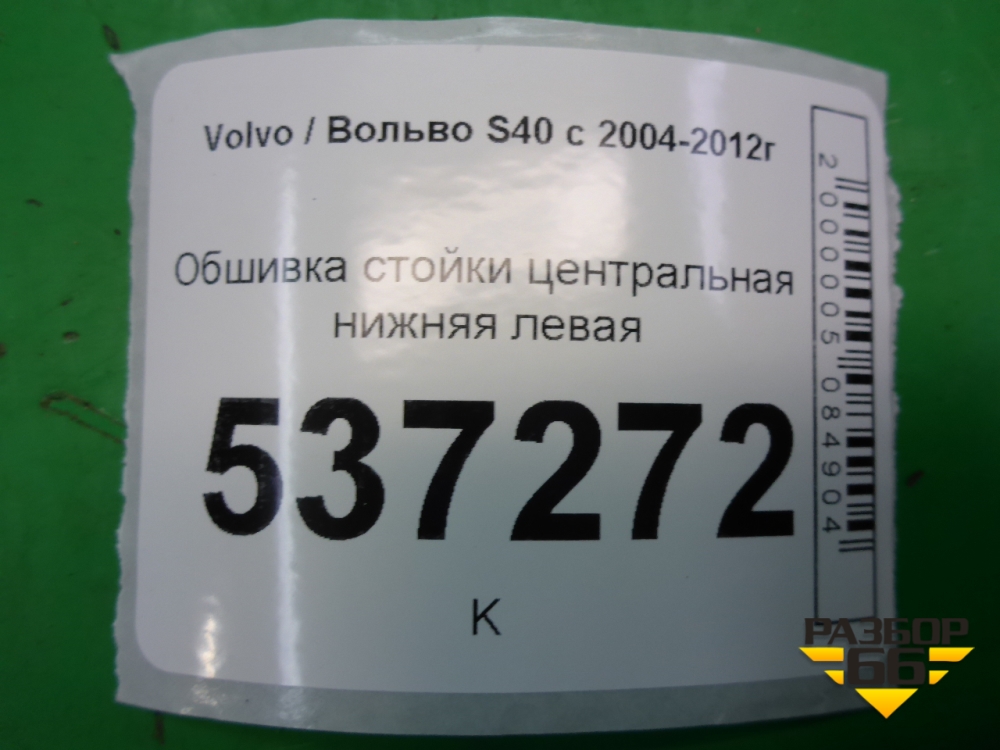 Volvo / Вольво S40 с 2004-2012г
Обшивка стойки центральная
нижняя левая
537272
К
2000005084904
РАЗБОР
66